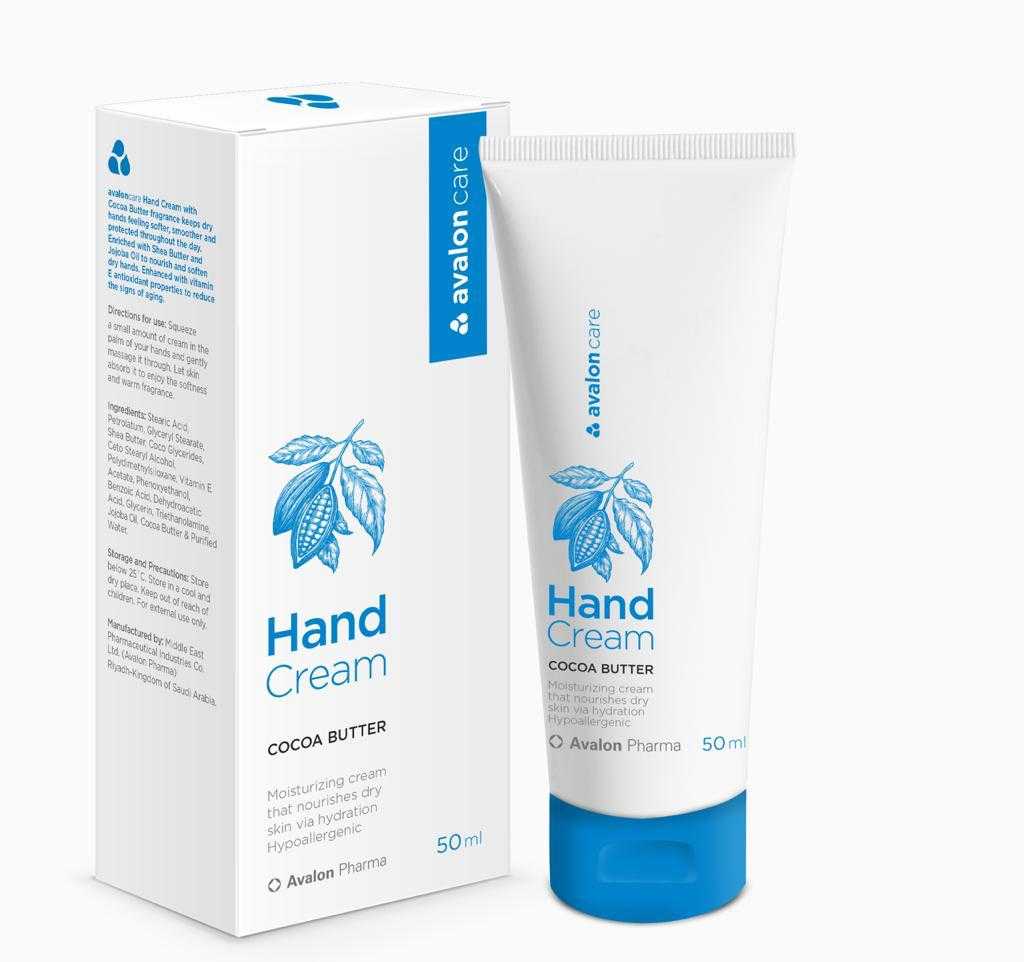 avaloncare Hand Cream with
Cocoa Butter fragrance keeps dry
hands feeling softer, smoother and
protected throughout the day.
Enriched with Shea Butter and
Jojoba Oil to nourish and soften
dry hands. Enhanced with vitamin
E antioxidant properties to reduce
the signs of aging.
Directions for use: Squeeze
a small amount of cream in the
palm of your hands and gently
massage it through. Let skin
absorb it to enjoy the softness
and warm fragrance.
Ingredients: Stearic Acid,
Petrolatum, Glyceryl Stearate,
Shea Butter, Coco Glycerides,
Ceto Stearyl Alcohol,
Polydimethylsiloxane, Vitamin E
Acetate, Phenoxyethanol,
Benzoic Acid, Dehydroacetic
Acid, Glycerin, Triethanolamine,
Jojoba Oil, Cocoa Butter & Purified
Water.
Storage and Precautions: Store
below 25°C. Store in a cool and
dry place. Keep out of reach of
children. For external use only.
Manufactured by: Middle East
Pharmaceutical Industries Co.
Ltd. (Avalon Pharma)
Riyadh-Kingdom of Saudi Arabia.
avaloncare
Hand
Cream
COCOA BUTTER
Moisturizing cream
that nourishes dry
skin via hydration
Hypoallergenic
Avalon Pharma
50 ml
avaloncare
Hand
Cream
COCOA BUTTER
Moisturizing cream
that nourishes dry
skin via hydration
Hypoallergenic
Avalon Pharma 50 ml